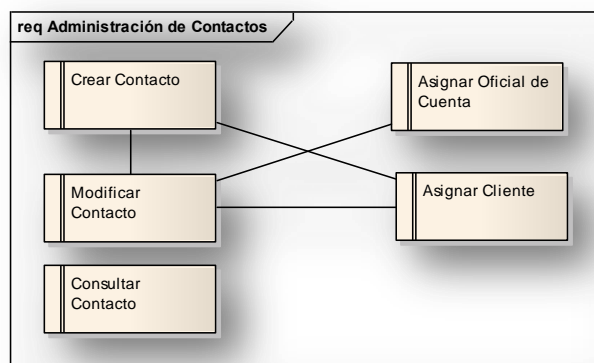 req Administración de Contactos
Crear Contacto
Asignar Oficial de
Cuenta
Modificar
Contacto
Asignar Cliente
Consultar
Contacto